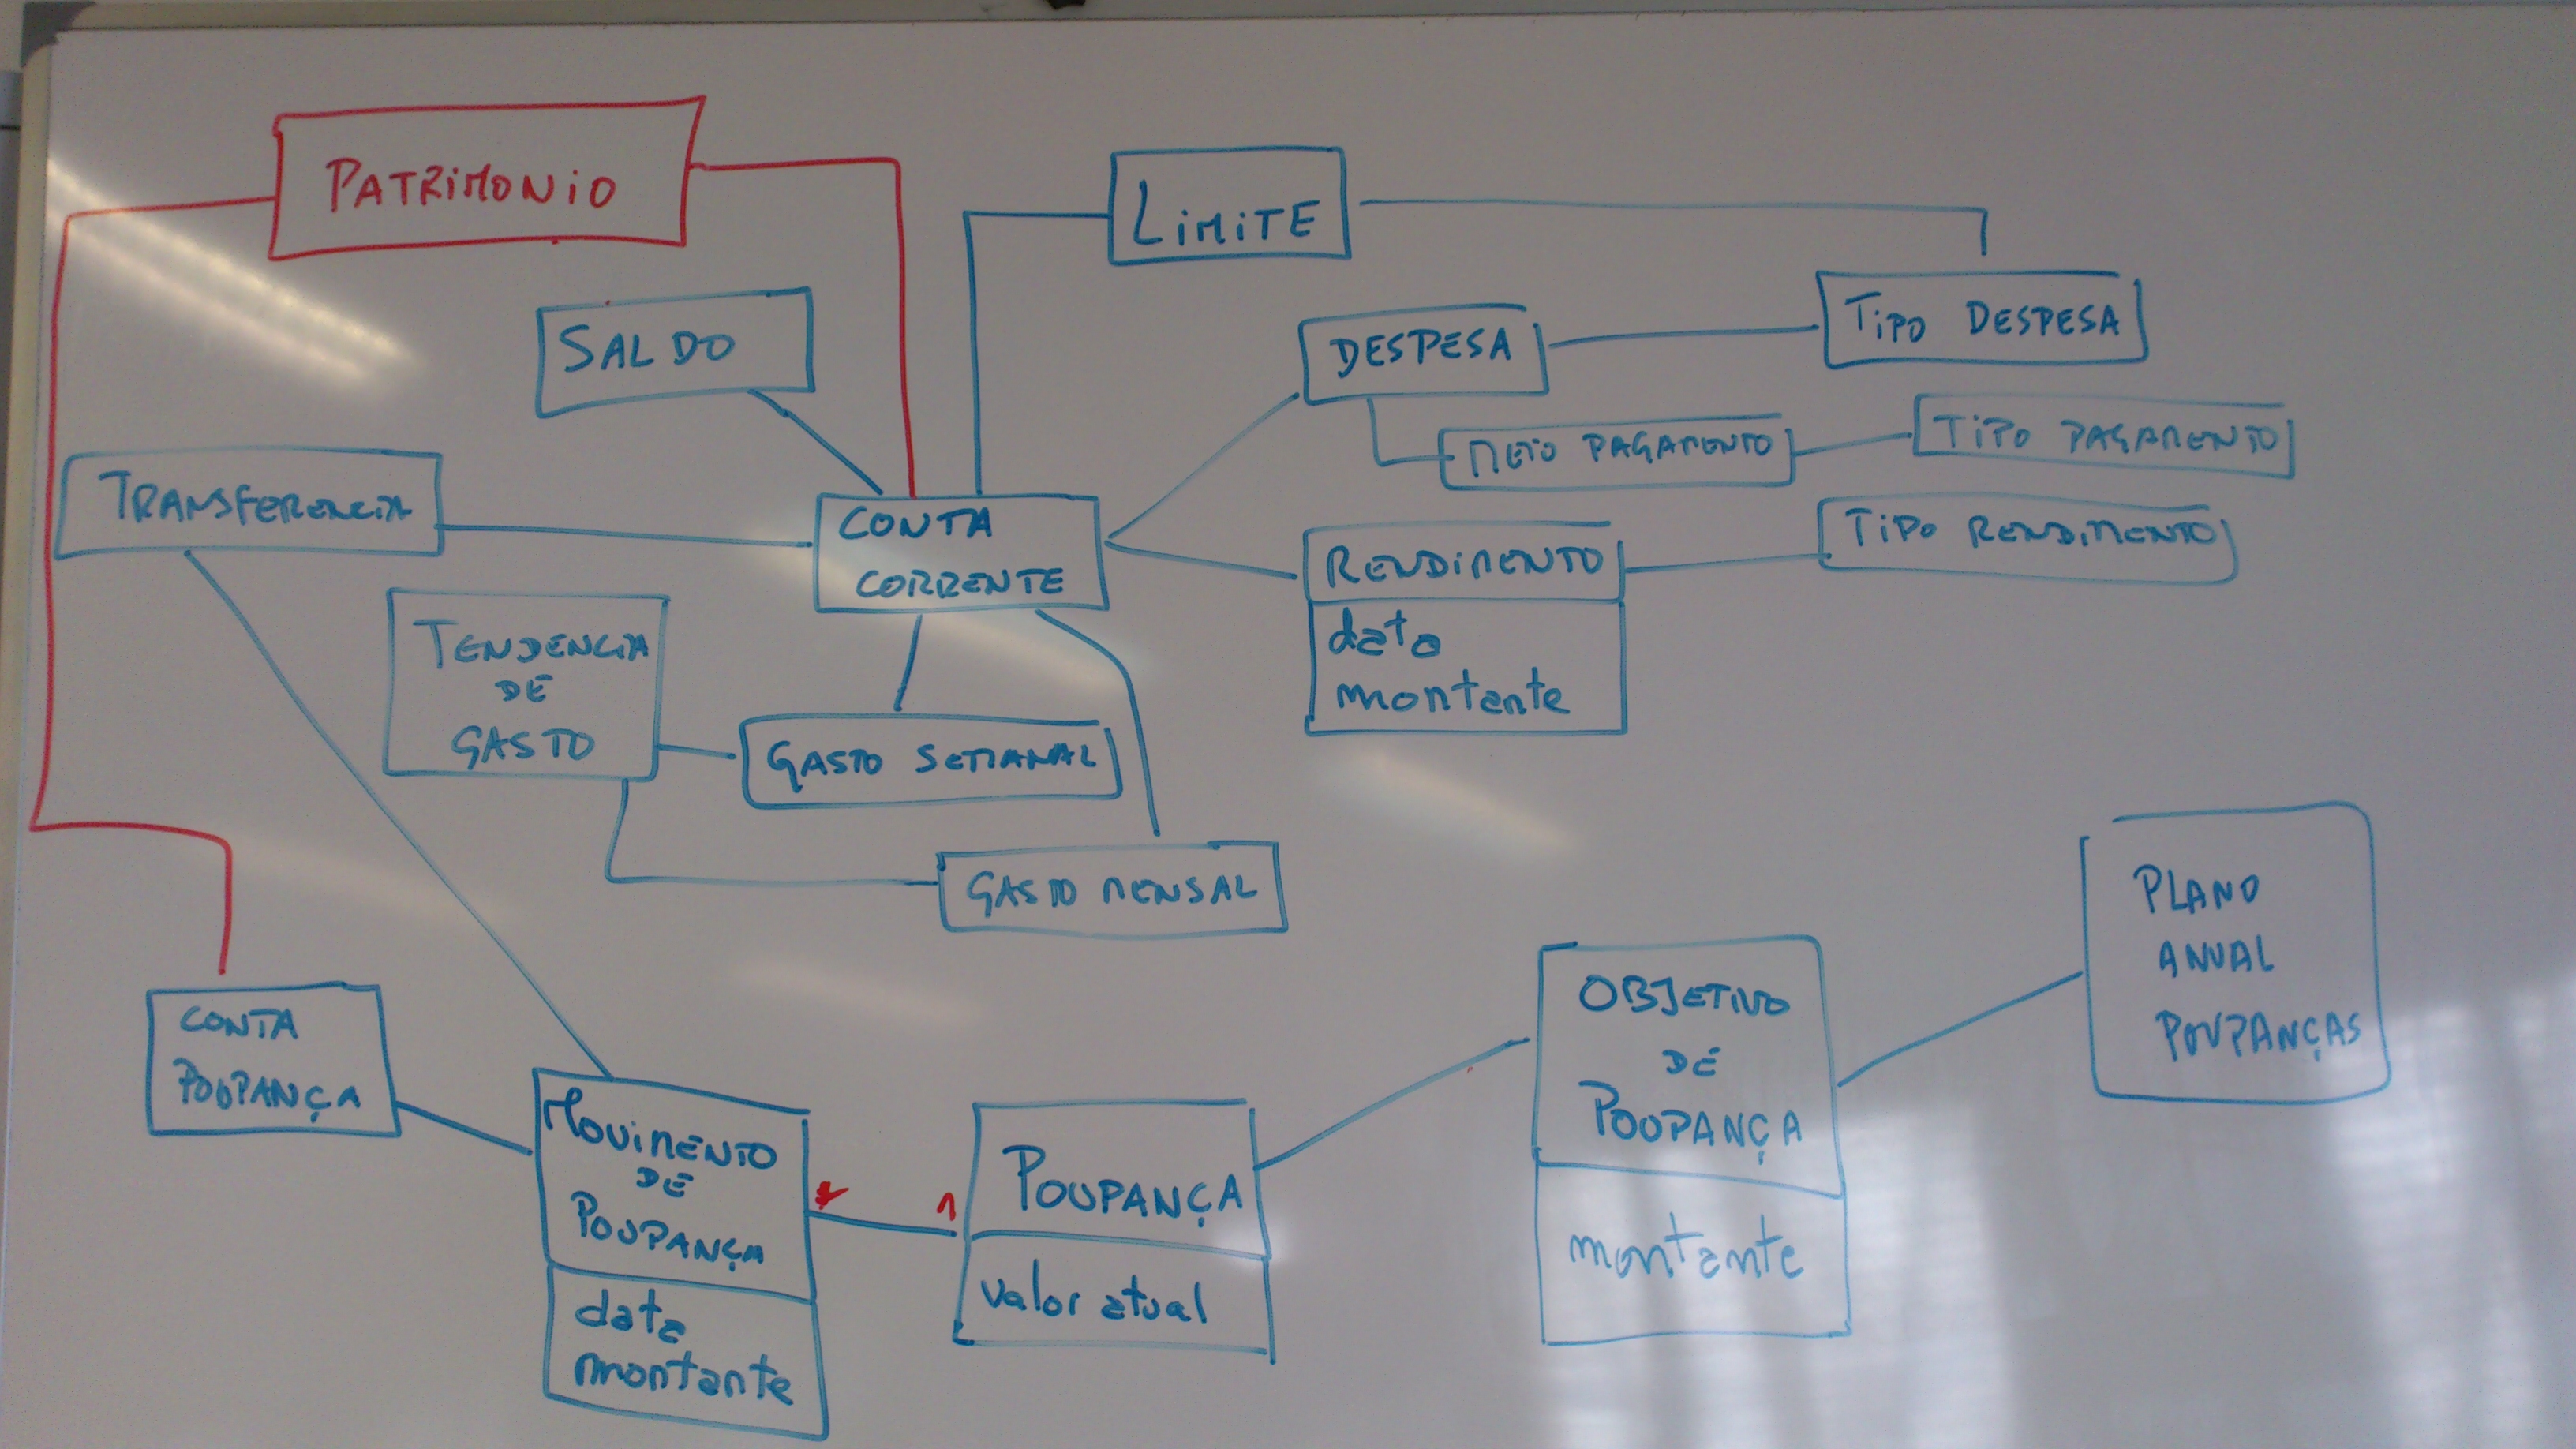 PATRIMONIO
LIMITE
SALDO
DESPESA
TIPO DESPESA
MEIO PAGAMENTO
TIPO PAGAMENTO
TRANSFERENCIA
CONTA
CORRENTE
RENDIMENTO
data
montante
TIPO RENDIMENTO
TENDENCIA
DE
GASTO
GASTO SEMANAL
GASTO MENSAL
PLANO
ANUAL
POUPANÇAS
CONTA
POUPANÇA
MOVIMENTO
DE
POUPANÇA
data
montante
* 1
POUPANÇA
valor atual
OBJETIVO
DE
POUPANÇA
montante